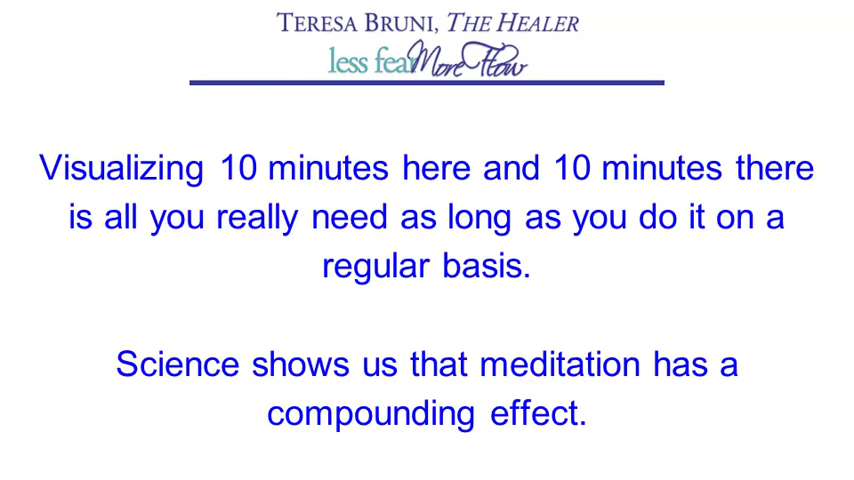 TERESA BRUNI, THE HEALER
less fear More Flow
Visualizing 10 minutes here and 10 minutes there
is all you really need as long as you do it on a
regular basis.
Science shows us that meditation has a
compounding effect.